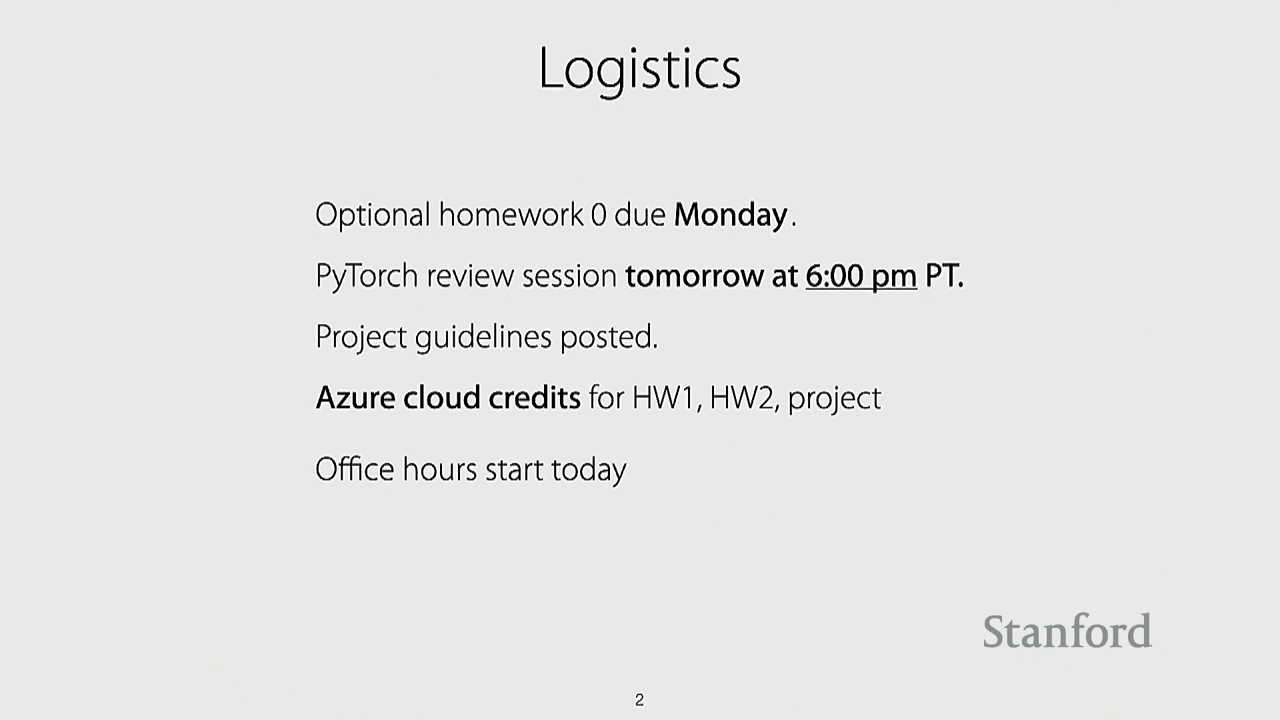 Logistics
Optional homework 0 due Monday.
PyTorch review session tomorrow at 6:00 pm PT.
Project guidelines posted.
Azure cloud credits for HW1, HW2, project
Office hours start today
Stanford
2